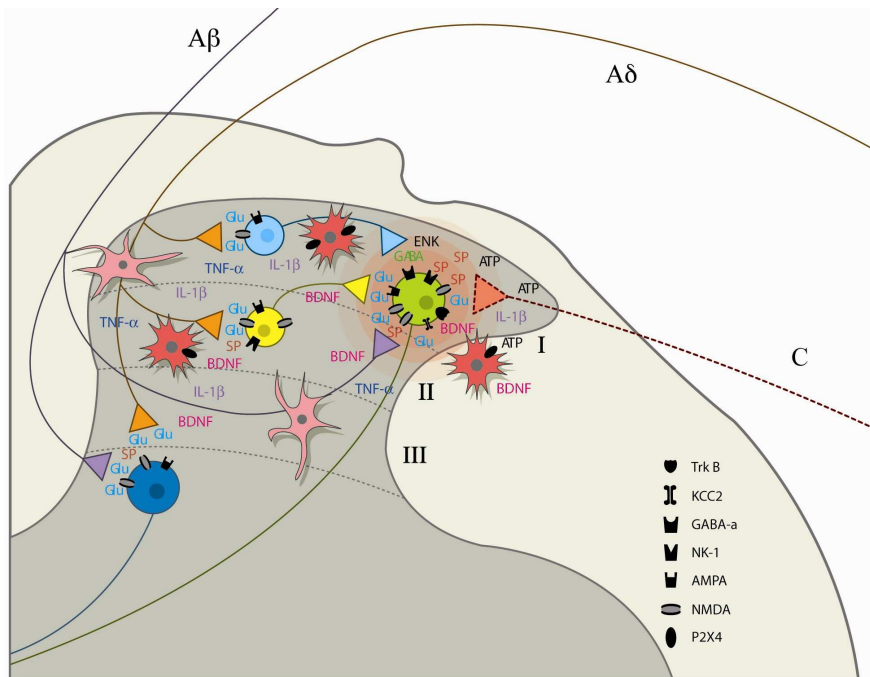 Aβ
Aδ
Glu
Glu
ENK
GABA
SP
SP
ATP
TNF-α
IL-1β
Glu
SP
SP
ATP
IL-1β
BDNF
Glu
Glu
IL-1β
TNF-α
Glu
Glu
Glu
BDNF
SP
SP
Glu
ATP
I
BDNF
BDNF
C
IL-1β
TNF-α
II
BDNF
BDNF
Glu
Glu
SP
III
Glu
Glu
Trk B
KCC2
GABA-a
NK-1
AMPA
NMDA
P2X4